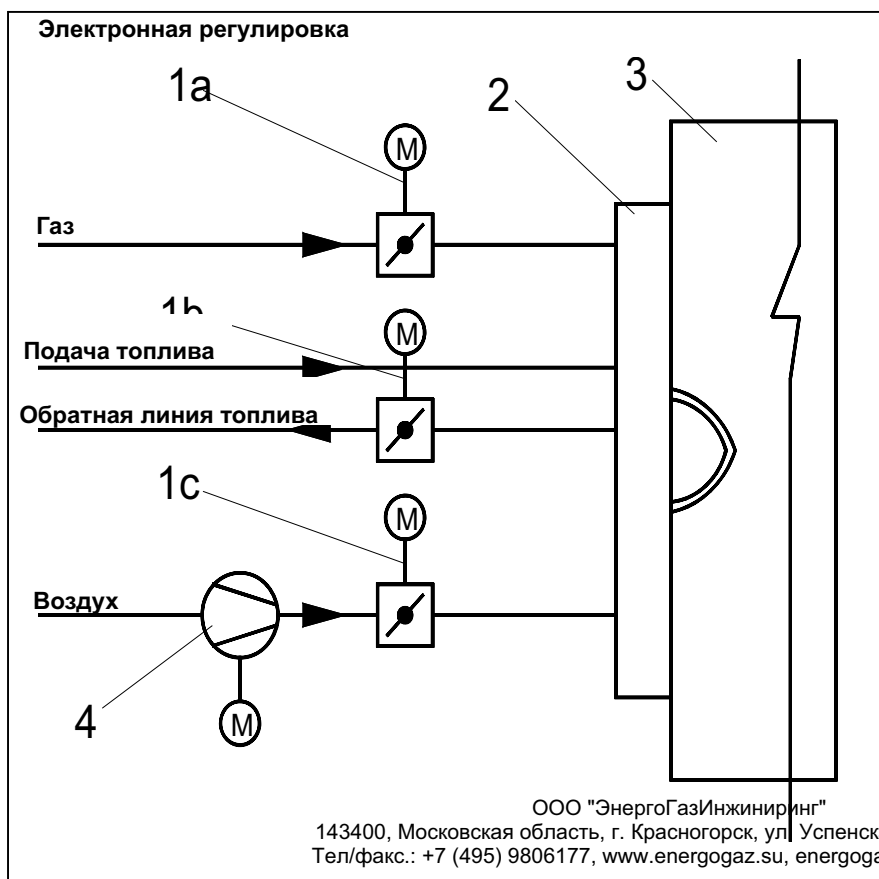 Электронная регулировка
1a
2
3
M
Газ
1b
M
Подача топлива
Обратная линия топлива
1c
M
Воздух
4
M
ООО "ЭнергоГазИнжиниринг"
143400, Московская область, г. Красногорск, ул. Успенск
Тел/факс.: +7 (495) 9806177, www.energogaz.su, energoga